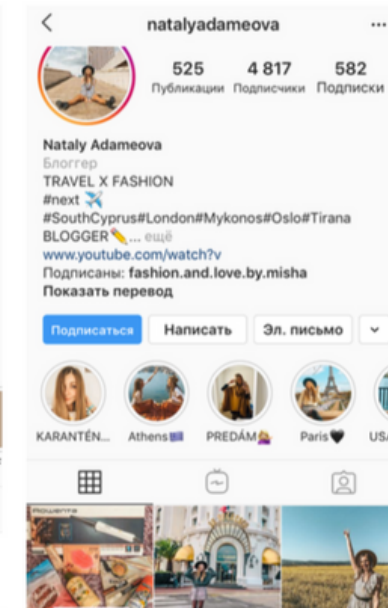 natalyadameova
525 4 817 582
Публикации Подписчики Подписки
Nataly Adameova
Блоггер
TRAVEL X FASHION
#next ✈️
#SouthCyprus#London#Mykonos#Oslo#Tirana
BLOGGER✏️... ещё
www.youtube.com/watch?v
Подписаны: fashion.and.love.by.misha
Показать перевод
Подписаться Написать Эл. письмо
KARANTÉN... Athens PREDÁM Paris🖤 USA
Rowenta